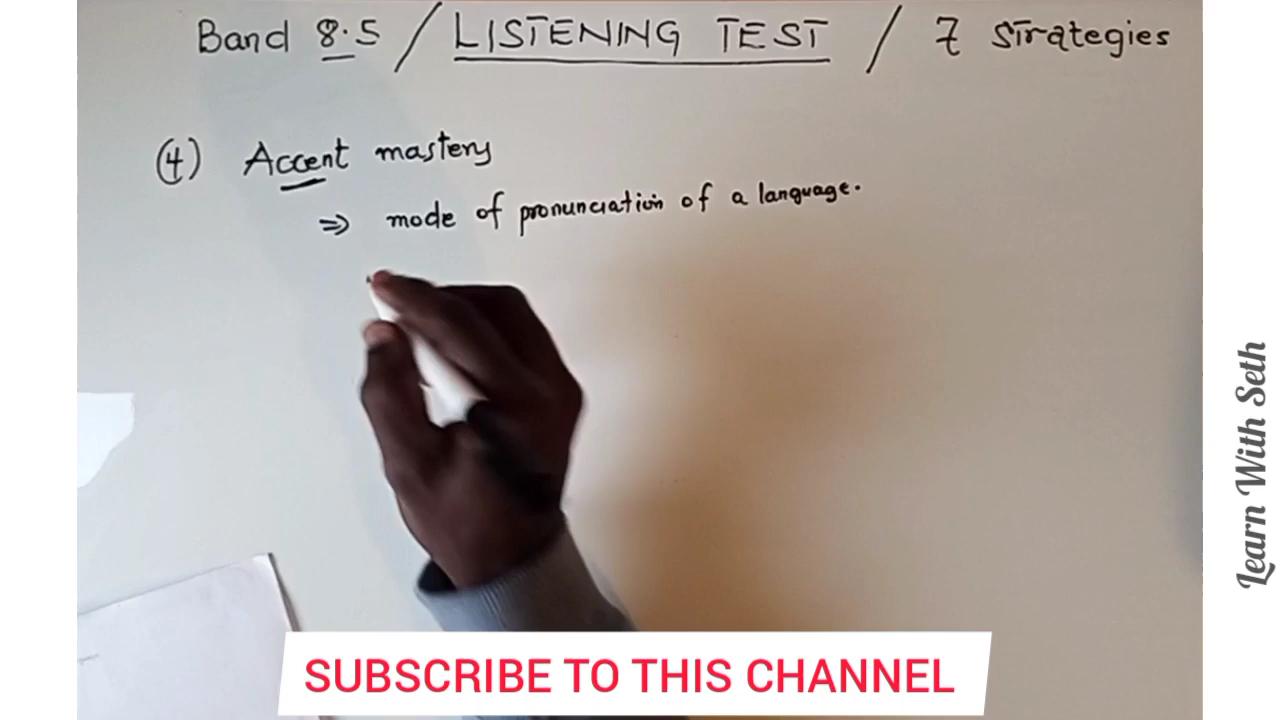 Band 8.5 / LISTENING TEST / 7 Strategies
(4) Accent mastery
⇒ mode of pronunciation of a language.
SUBSCRIBE TO THIS CHANNEL
Learn With Seth